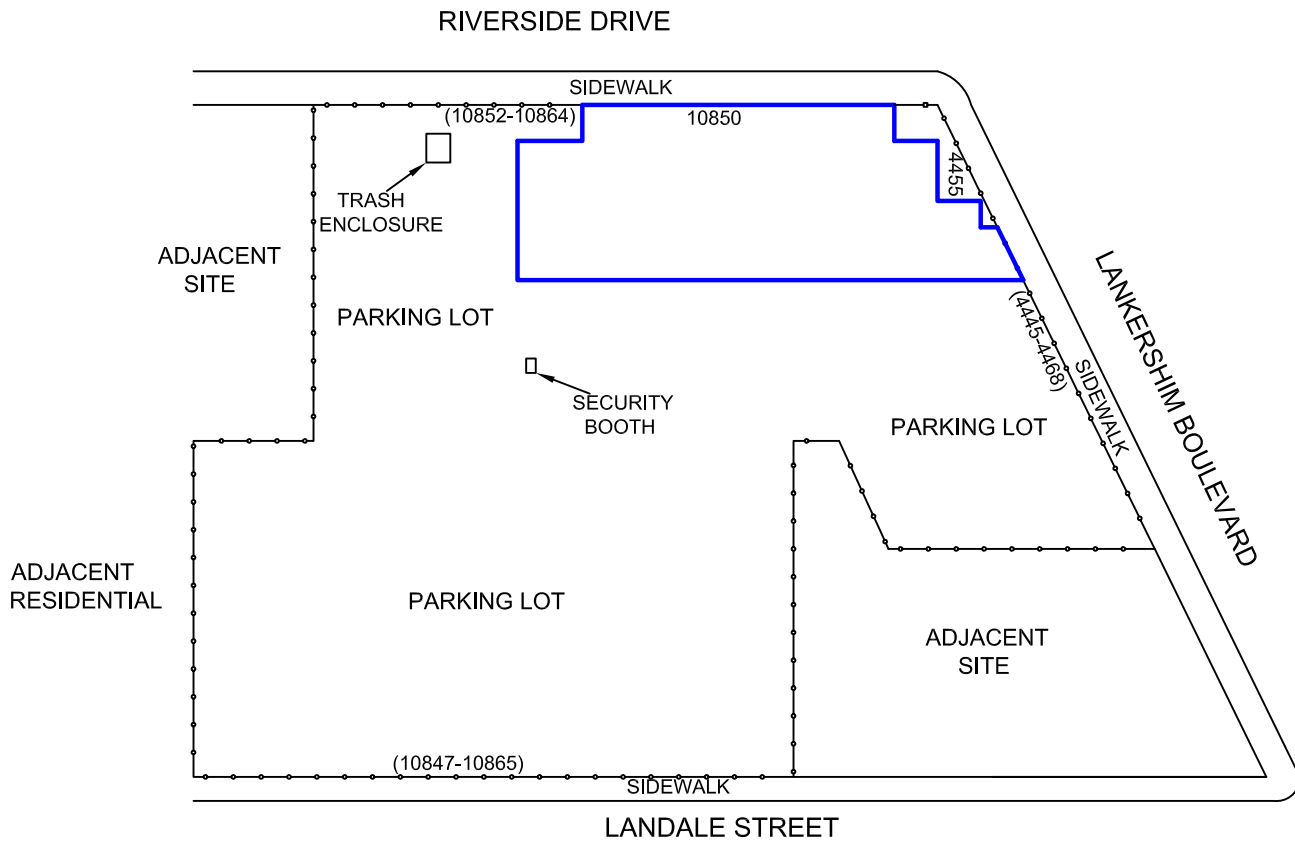 RIVERSIDE DRIVE
SIDEWALK
(10852-10864)
10850
4455
TRASH
ENCLOSURE
ADJACENT
SITE
PARKING LOT
(4445-4468)
LANKERSHIM BOULEVARD
SIDEWALK
SECURITY
BOOTH
PARKING LOT
ADJACENT
RESIDENTIAL
PARKING LOT
ADJACENT
SITE
(10847-10865)
SIDEWALK
LANDALE STREET